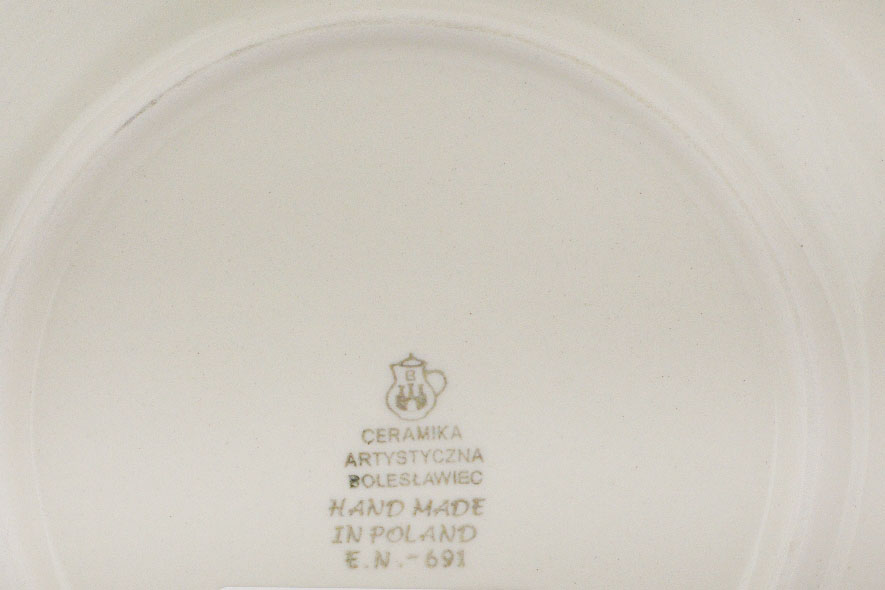 B
CERAMIKA
ARTYSTYCZNA
BOLESŁAWIEC
HAND MADE
IN POLAND
E.N.-691